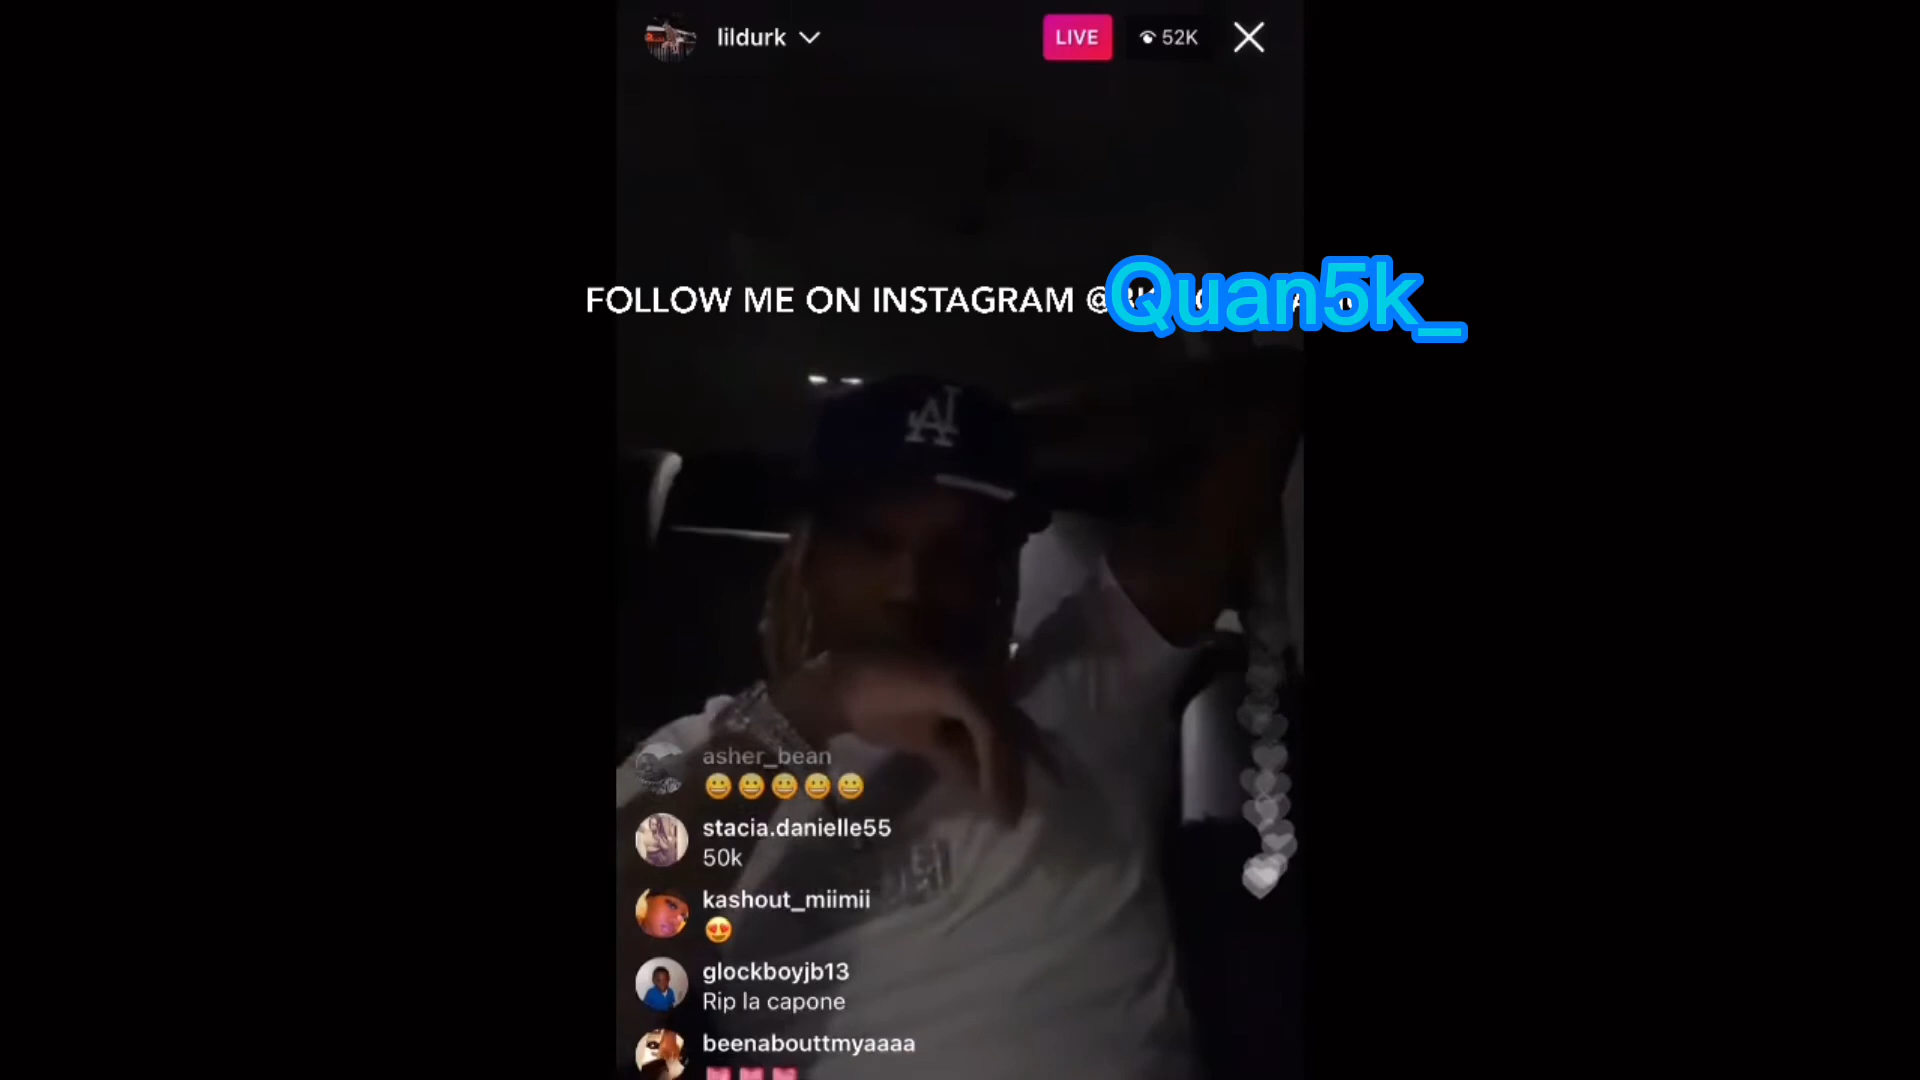 lildurk
LIVE
52K
FOLLOW ME ON INSTAGRAM @
Quan5k_
asher_bean
stacia.danielle55
50k
kashout_miimii
glockboyjb13
Rip la capone
beenabouttmyaaaa